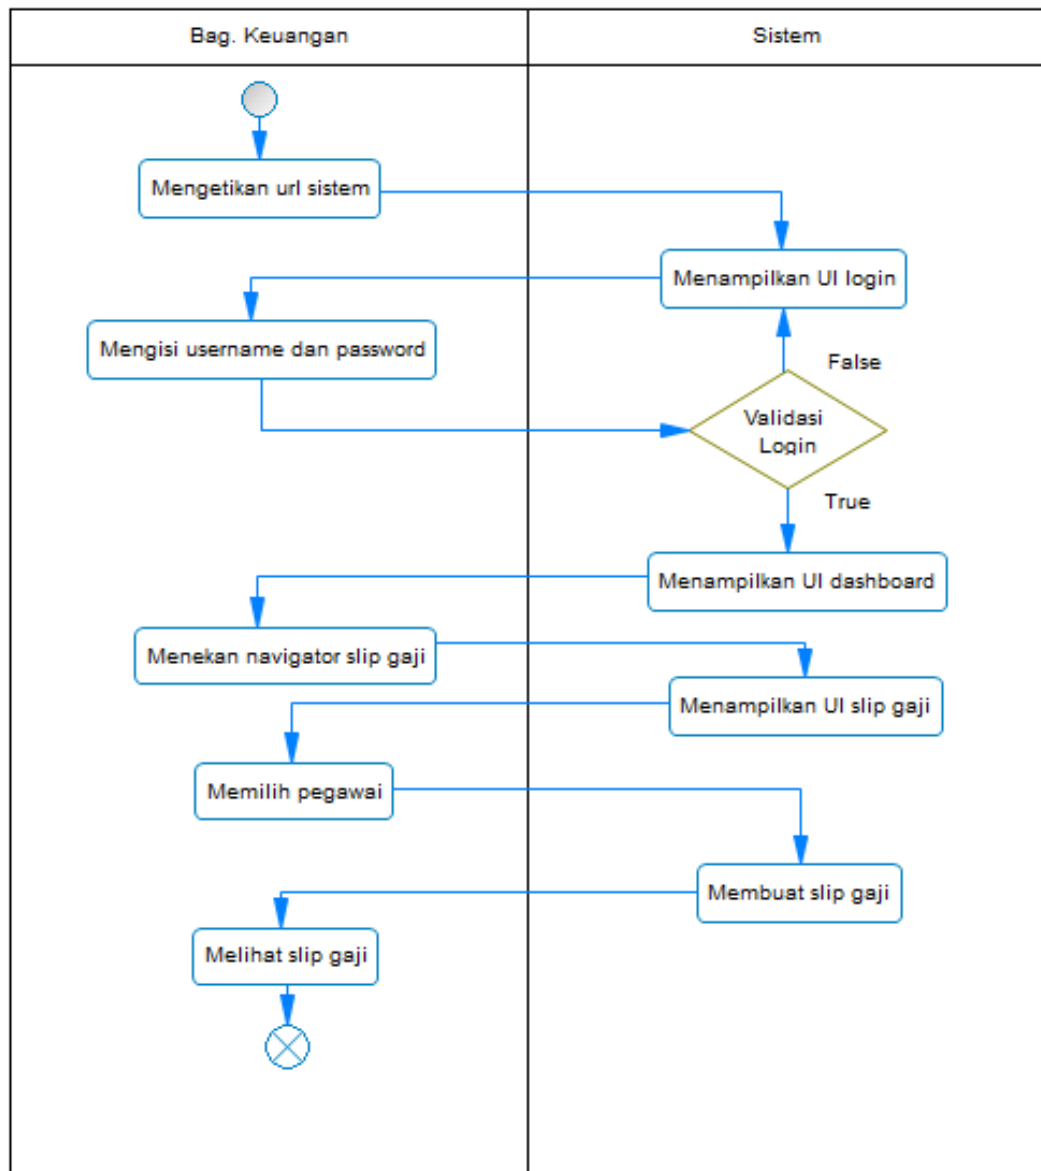 Bag. Keuangan
Sistem
Mengetikan url sistem
Menampilkan UI login
Mengisi username dan password
False
Validasi
Login
True
Menampilkan UI dashboard
Menekan navigator slip gaji
Menampilkan UI slip gaji
Memilih pegawai
Membuat slip gaji
Melihat slip gaji